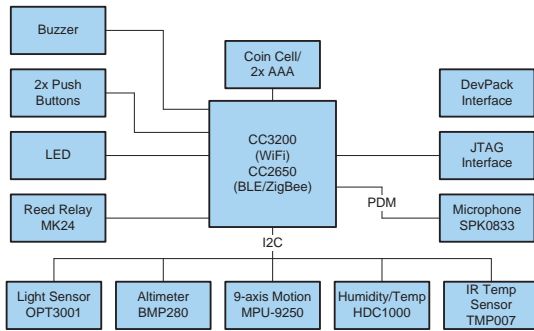 Buzzer
Coin Cell/
2x AAA
2x Push
Buttons
DevPack
Interface
CC3200
(WiFi)
CC2650
(BLE/ZigBee)
LED
JTAG
Interface
PDM
Reed Relay
MK24
Microphone
SPK0833
I2C
Light Sensor
OPT3001
Altimeter
BMP280
9-axis Motion
MPU-9250
Humidity/Temp
HDC1000
IR Temp
Sensor
TMP007